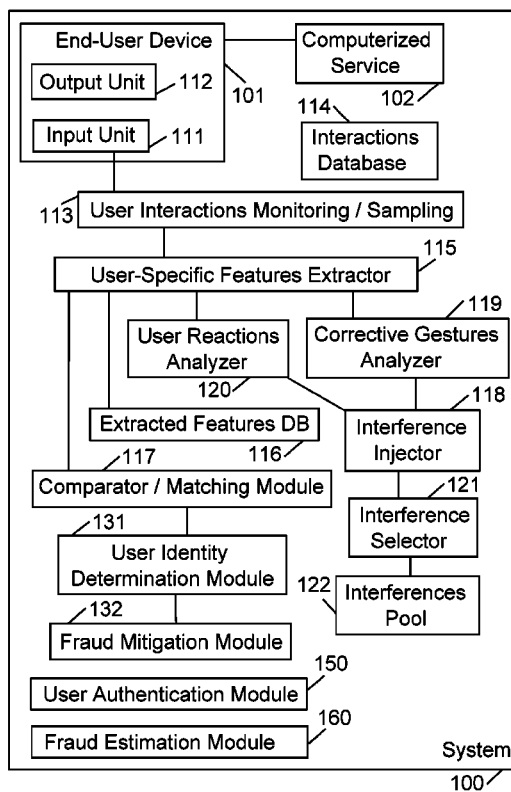 End-User Device
Output Unit
112
Input Unit
111
101
Computerized
Service
102
114
Interactions
Database
113
User Interactions Monitoring / Sampling
115
User-Specific Features Extractor
119
User Reactions
Analyzer
120
Corrective Gestures
Analyzer
118
Extracted Features DB
116
Interference
Injector
117
Comparator / Matching Module
121
Interference
Selector
131
User Identity
Determination Module
122
Interferences
Pool
132
Fraud Mitigation Module
150
User Authentication Module
160
Fraud Estimation Module
System
100